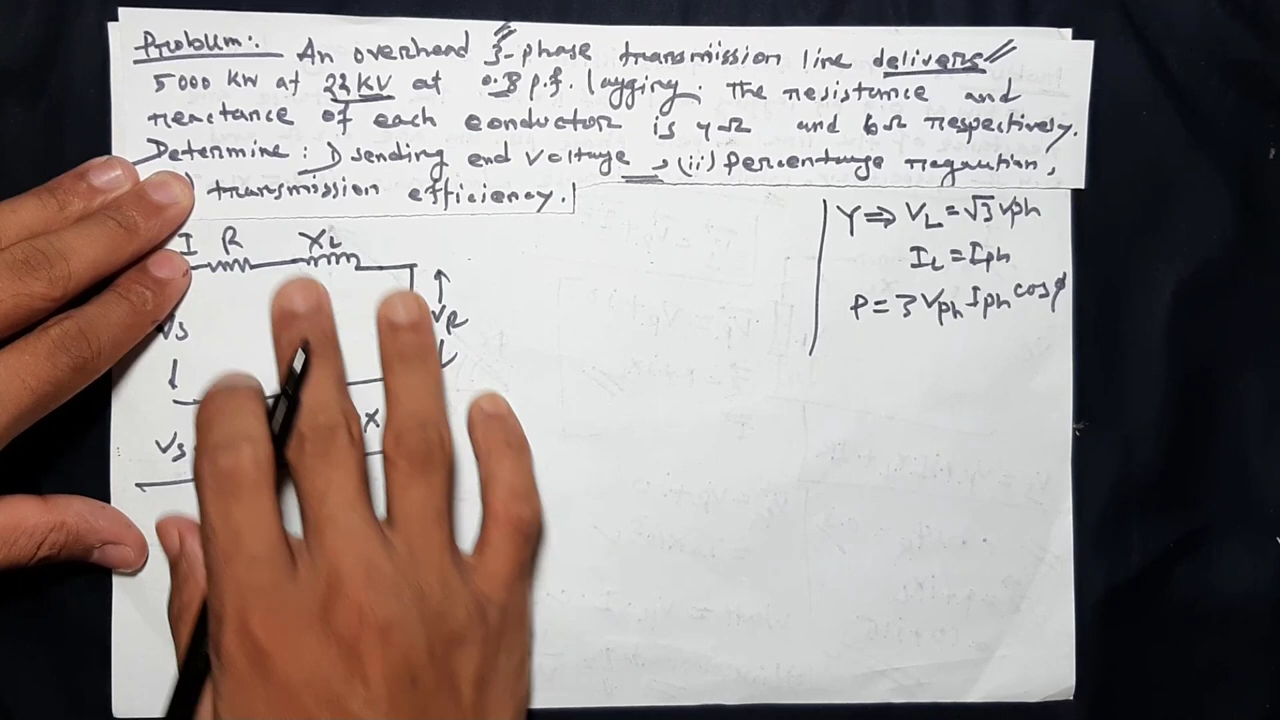 Problem:. An overhead 3-phase transmission line delivers
5000 KW at 22 KV at 0.8 p.f. lagging. The resistance and
reactance of each conductor is 4Ω and 6Ω respectively.
Determine: i) sending end voltage, (ii) percentage regaution,
transmission efficiency.
Y ⇒ VL = √3 Vph
IL = Iph
P = 3 Vph Iph cosφ
I R XL
VR
Vs
X
Vs